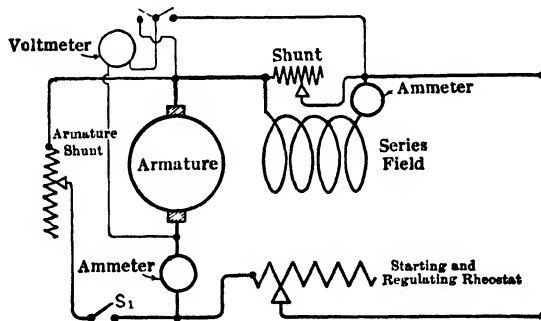 Voltmeter
Shunt
Ammeter
Armature
Shunt
Armature
Series
Field
Ammeter
Starting and
Regulating Rheostat
S1